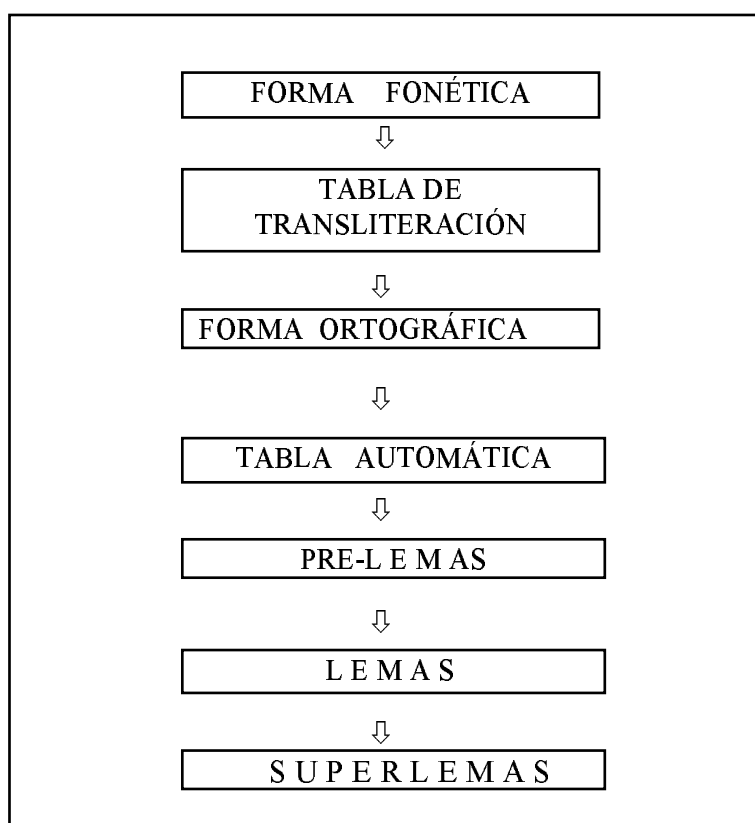 FORMA FONÉTICA
⇩
TABLA DE
TRANSLITERACIÓN
⇩
FORMA ORTOGRÁFICA
⇩
TABLA AUTOMÁTICA
⇩
PRE-L E M AS
⇩
L E M A S
⇩
S U P E R L E M A S